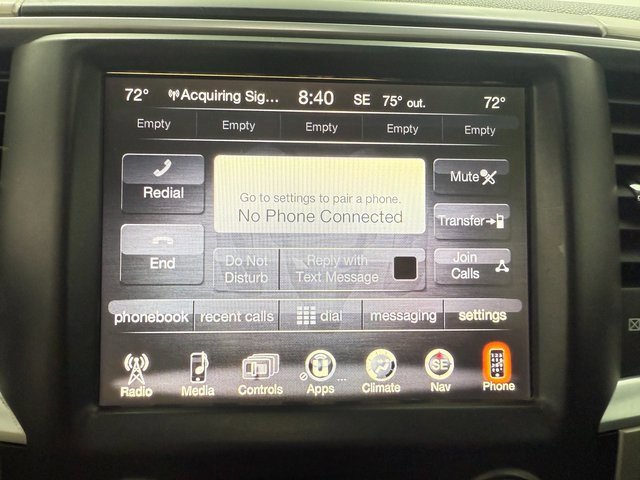 72° Acquiring Sig... 8:40 SE 75° out. 72°
Empty Empty Empty Empty Empty
Redial
Go to settings to pair a phone.
No Phone Connected
Mute
Transfer
End
Do Not
Disturb
Reply with
Text Message
Join
Calls
phonebook recent calls dial messaging settings
SE
Radio Media Controls Apps ... Climate Nav Phone